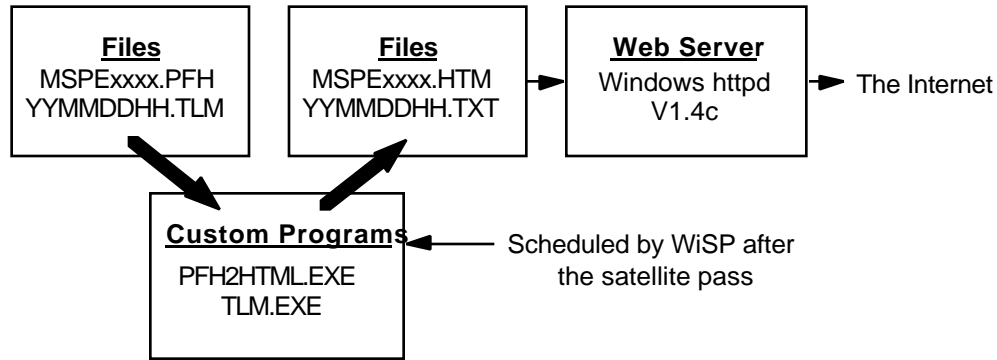 Files
MSPExxxx.PFH
YYMMDDHH.TLM
Files
MSPExxxx.HTM
YYMMDDHH.TXT
Web Server
Windows httpd
V1.4c
The Internet
Custom Programs
PFH2HTML.EXE
TLM.EXE
Scheduled by WiSP after
the satellite pass